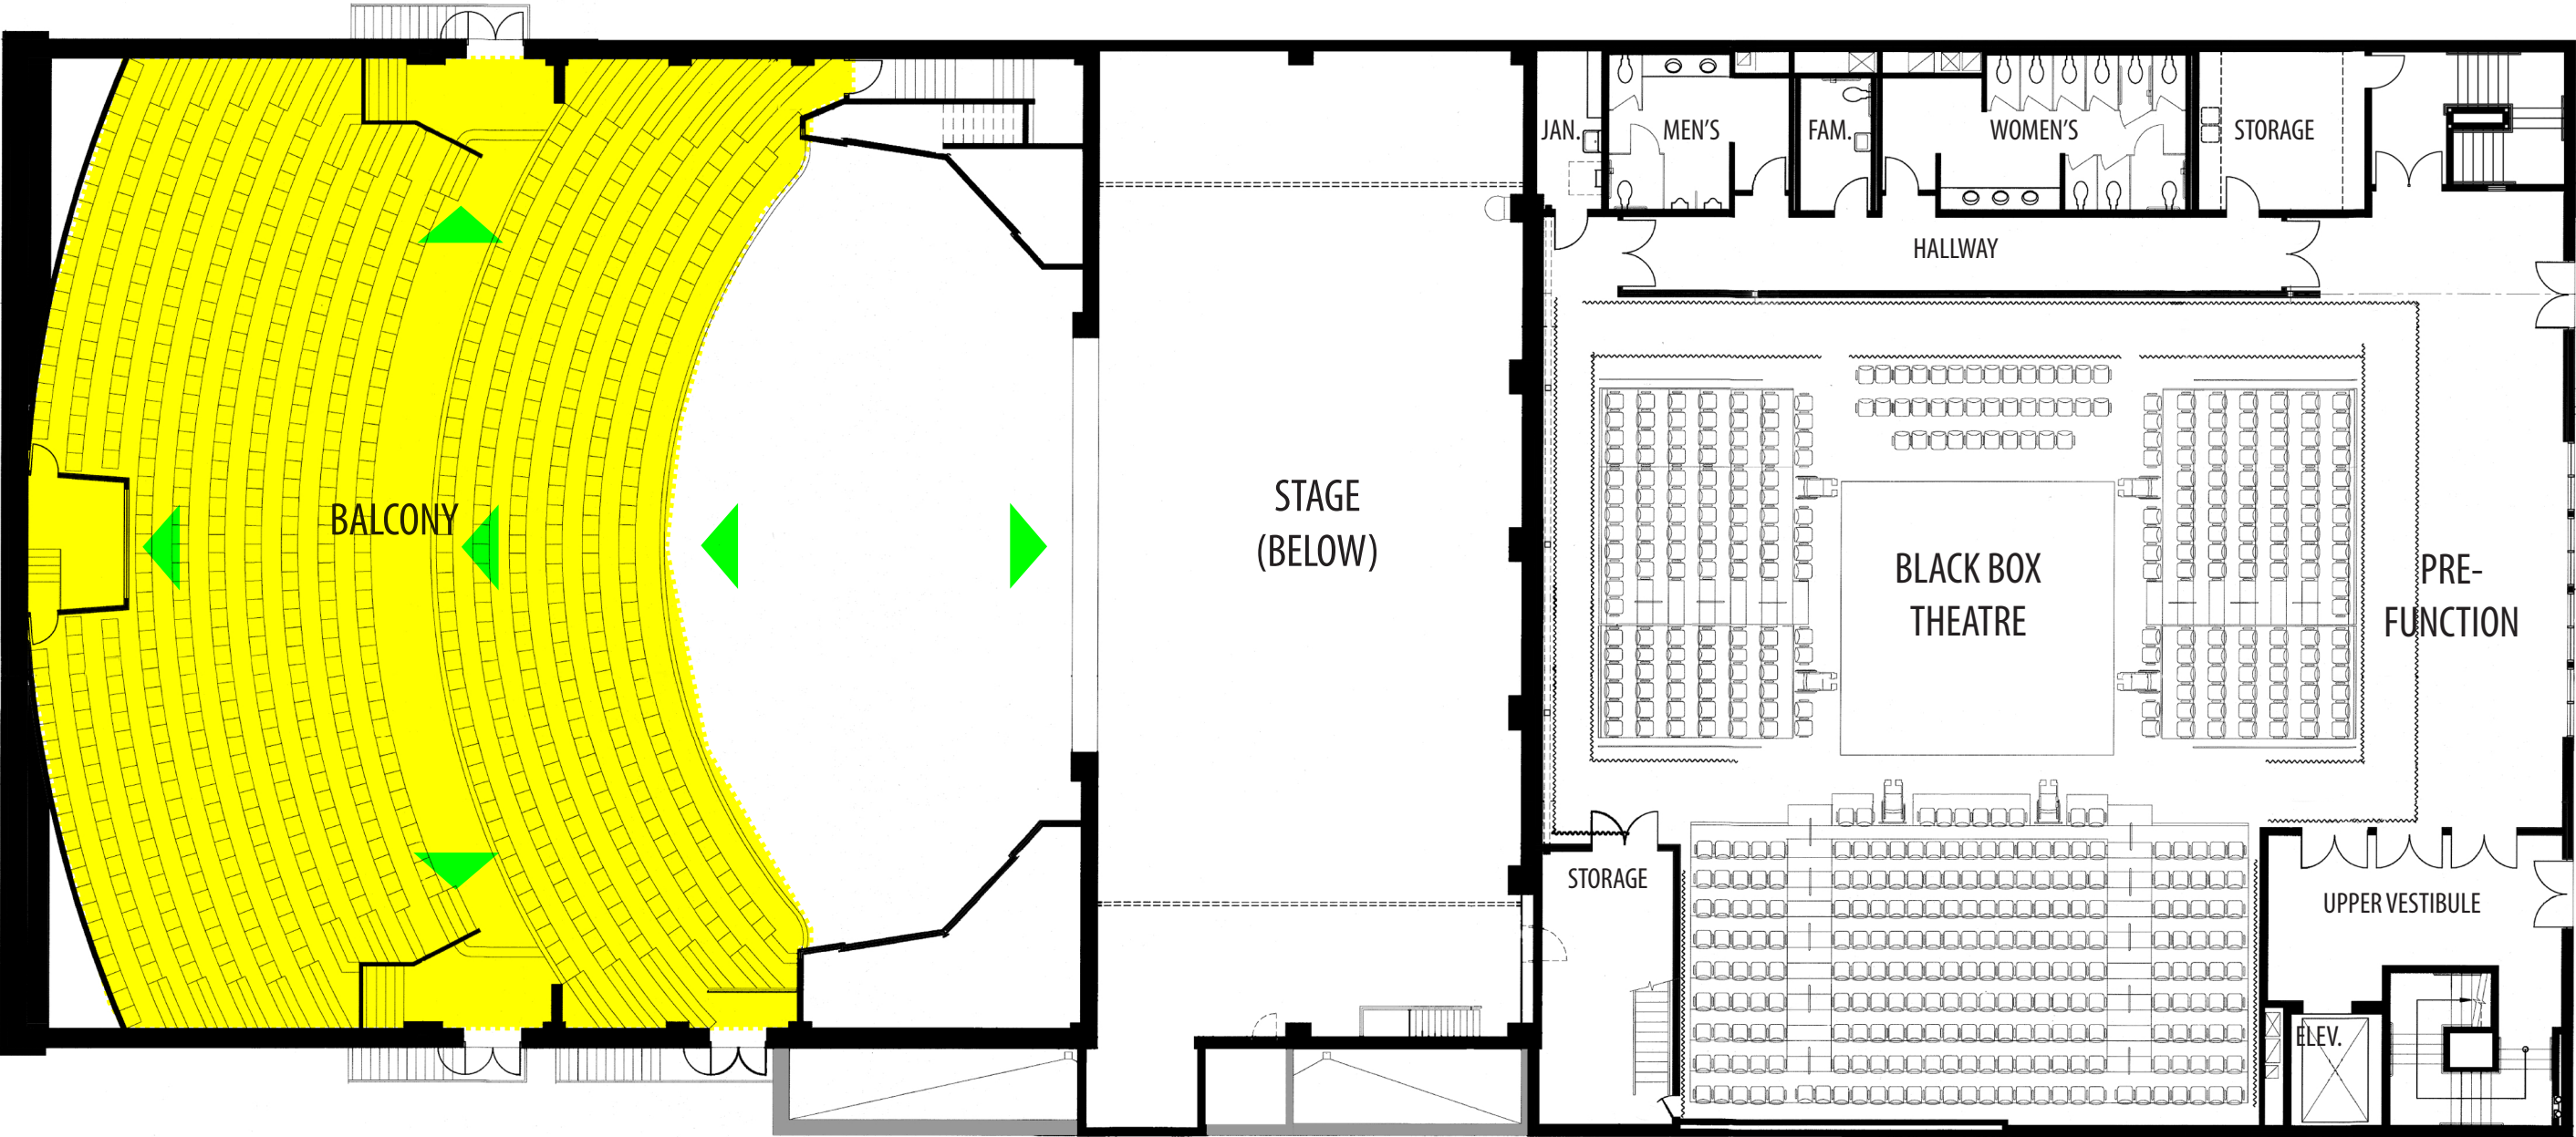 JAN.
MEN'S
FAM.
WOMEN'S
STORAGE
HALLWAY
BALCONY
STAGE
(BELOW)
BLACK BOX
THEATRE
PRE-
FUNCTION
STORAGE
UPPER VESTIBULE
ELEV.